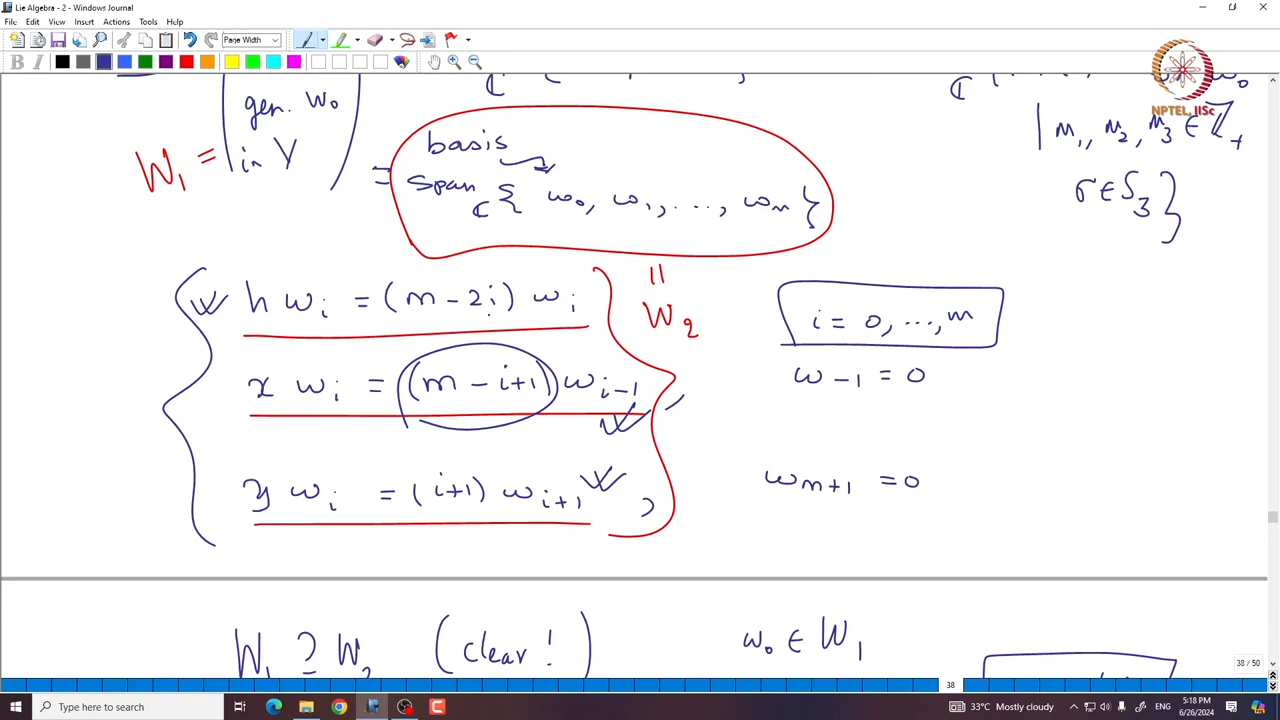 Lie Algebra - 2 - Windows Journal
File Edit View Insert Actions Tools Help
Page Width
B I
NPTEL, IISc
gen. w₀
in V
W₁ =
=
basis
span_ℂ { w₀, w₁, ..., wₘ }
| m₁, m₂, m₃ ∈ ℤ₊
σ ∈ S₃ }
h wᵢ = (m - 2i) wᵢ
= W₂
i = 0, ..., m
x wᵢ = (m - i+1) wᵢ₋₁ ,
w₋₁ = 0
y wᵢ = (i+1) wᵢ₊₁ ,
wₘ₊₁ = 0
W₁ ⊇ W₂ (clear!)
w₀ ∈ W₁
38 / 50
38
Type here to search
33°C Mostly cloudy
ENG
5:18 PM
6/26/2024